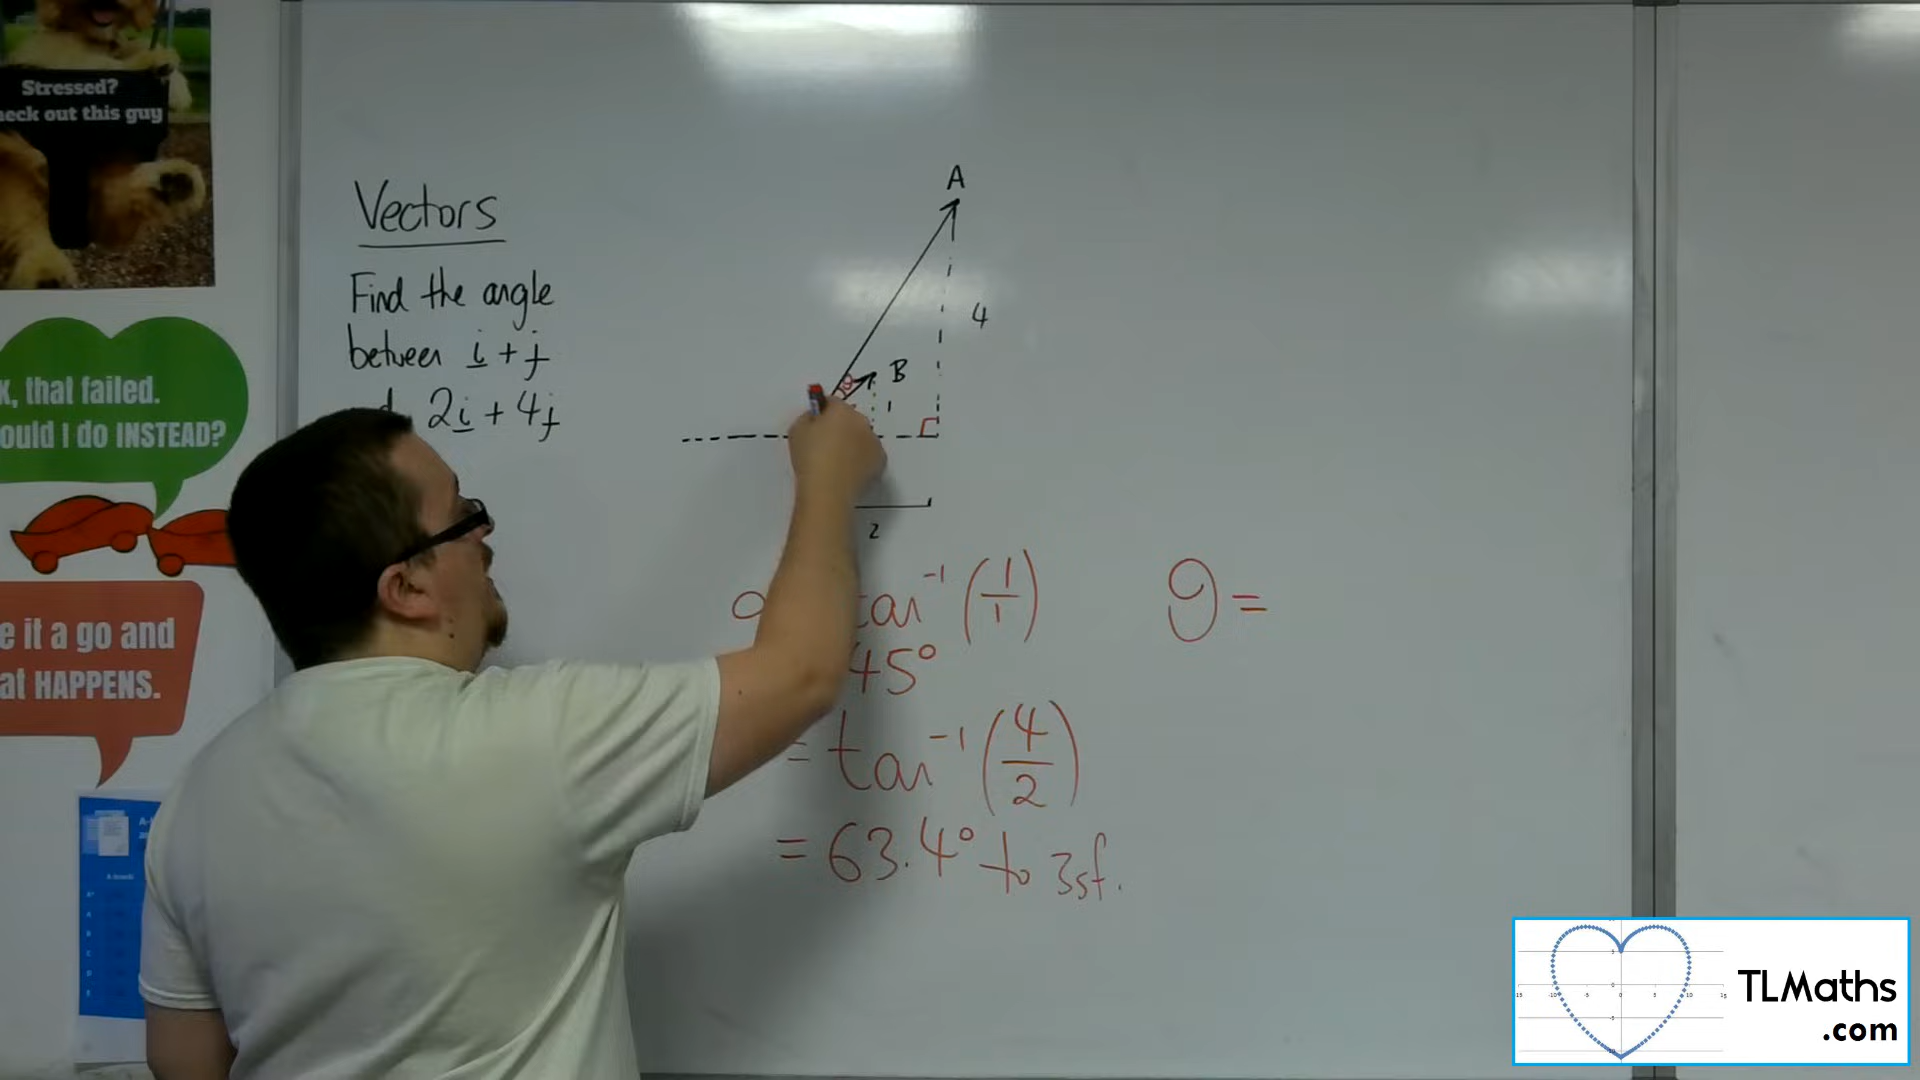 Stressed?
eck out this guy
Vectors
Find the angle
between i + j
2i + 4j
A
4
B
1
2
k, that failed.
ould I do INSTEAD?
e it a go and
at HAPPENS.
tan⁻¹ (1/1)
45°
= tan⁻¹ (4/2)
= 63.4° to 3sf.
9 =
TLMaths
.com